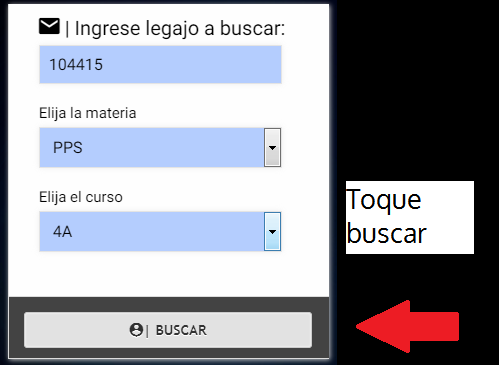 | Ingrese legajo a buscar:
104415
Elija la materia
PPS
Elija el curso
4A
Toque
buscar
| BUSCAR